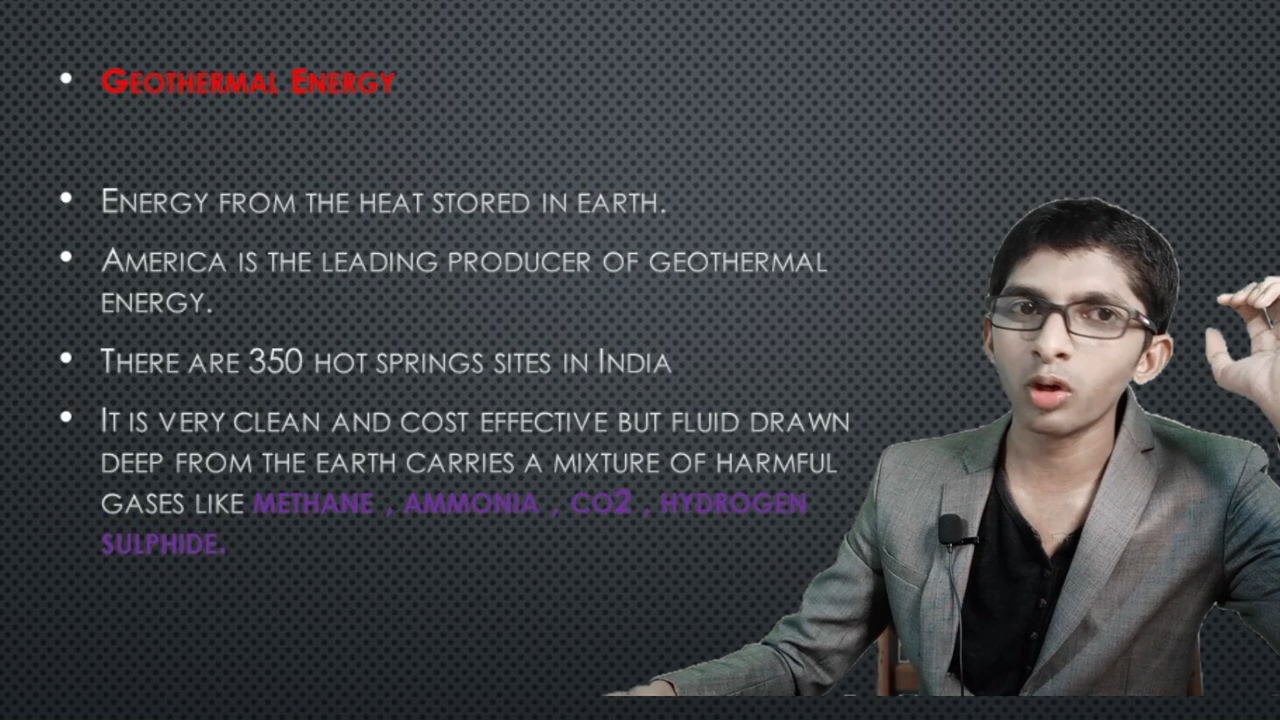 • Geothermal Energy
• Energy from the heat stored in earth.
• America is the leading producer of geothermal
energy.
• There are 350 hot springs sites in India
• It is very clean and cost effective but fluid drawn
deep from the earth carries a mixture of harmful
gases like methane , ammonia , co2 , hydrogen
sulphide.